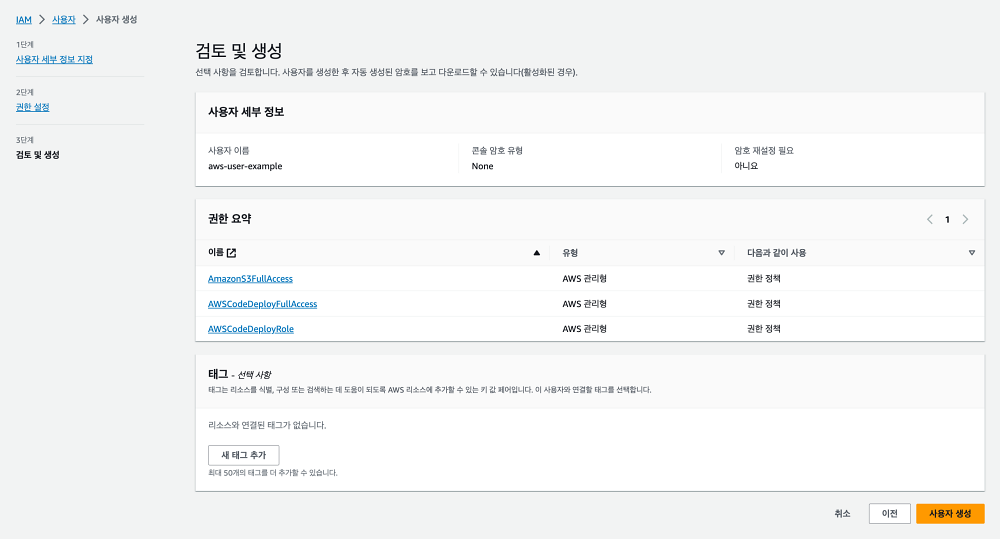 IAM > 사용자 > 사용자 생성
1단계
사용자 세부 정보 지정
2단계
권한 설정
3단계
검토 및 생성
검토 및 생성
선택 사항을 검토합니다. 사용자를 생성한 후 자동 생성된 암호를 보고 다운로드할 수 있습니다(활성화된 경우).
사용자 세부 정보
사용자 이름 콘솔 암호 유형 암호 재설정 필요
aws-user-example None 아니요
권한 요약 < 1 >
이름 유형 다음과 같이 사용
AmazonS3FullAccess AWS 관리형 권한 정책
AWSCodeDeployFullAccess AWS 관리형 권한 정책
AWSCodeDeployRole AWS 관리형 권한 정책
태그 - 선택 사항
태그는 리소스를 식별, 구성 또는 검색하는 데 도움이 되도록 AWS 리소스에 추가할 수 있는 키 값 페어입니다. 이 사용자와 연결할 태그를 선택합니다.
리소스와 연결된 태그가 없습니다.
새 태그 추가
최대 50개의 태그를 더 추가할 수 있습니다.
취소 이전 사용자 생성